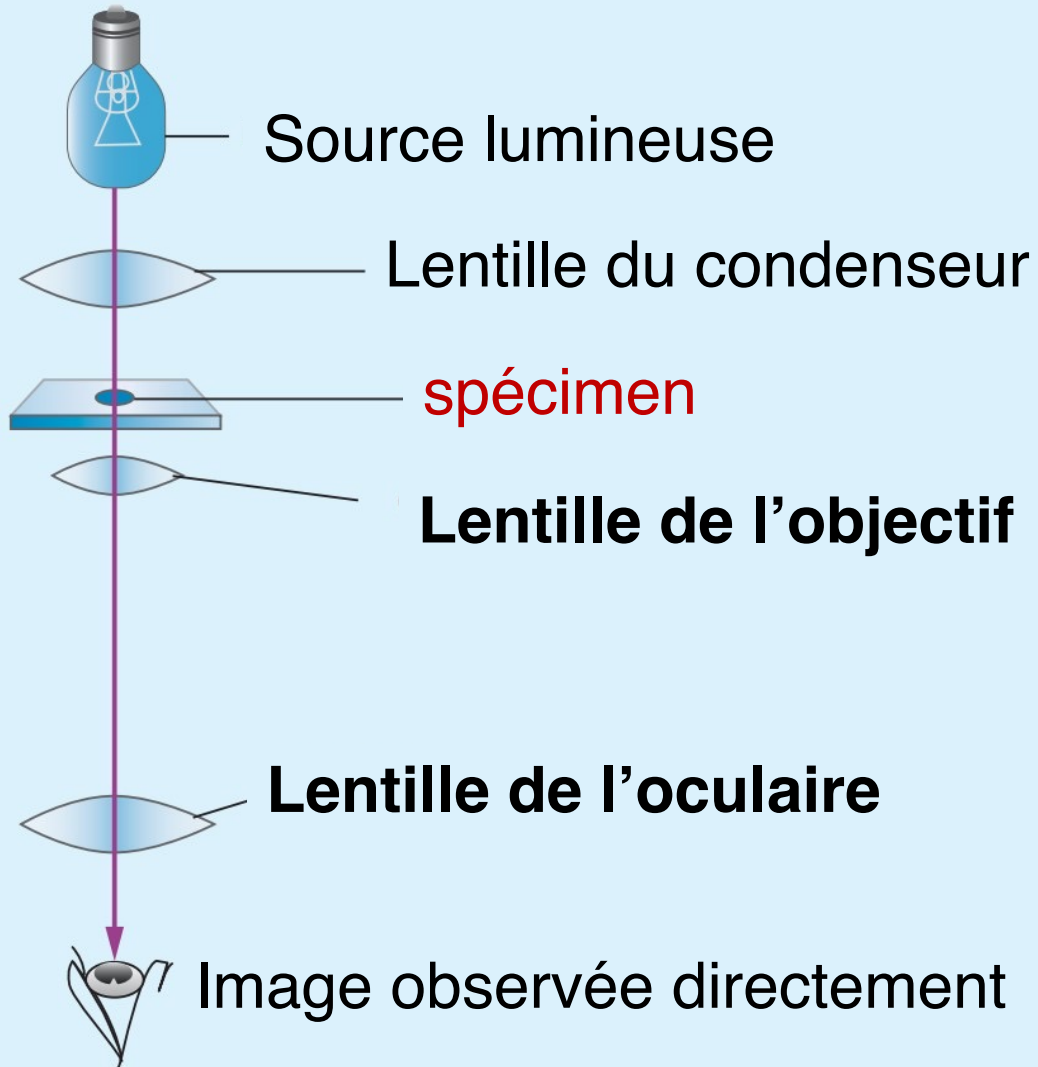 Source lumineuse
Lentille du condenseur
spécimen
Lentille de l’objectif
Lentille de l’oculaire
Image observée directement